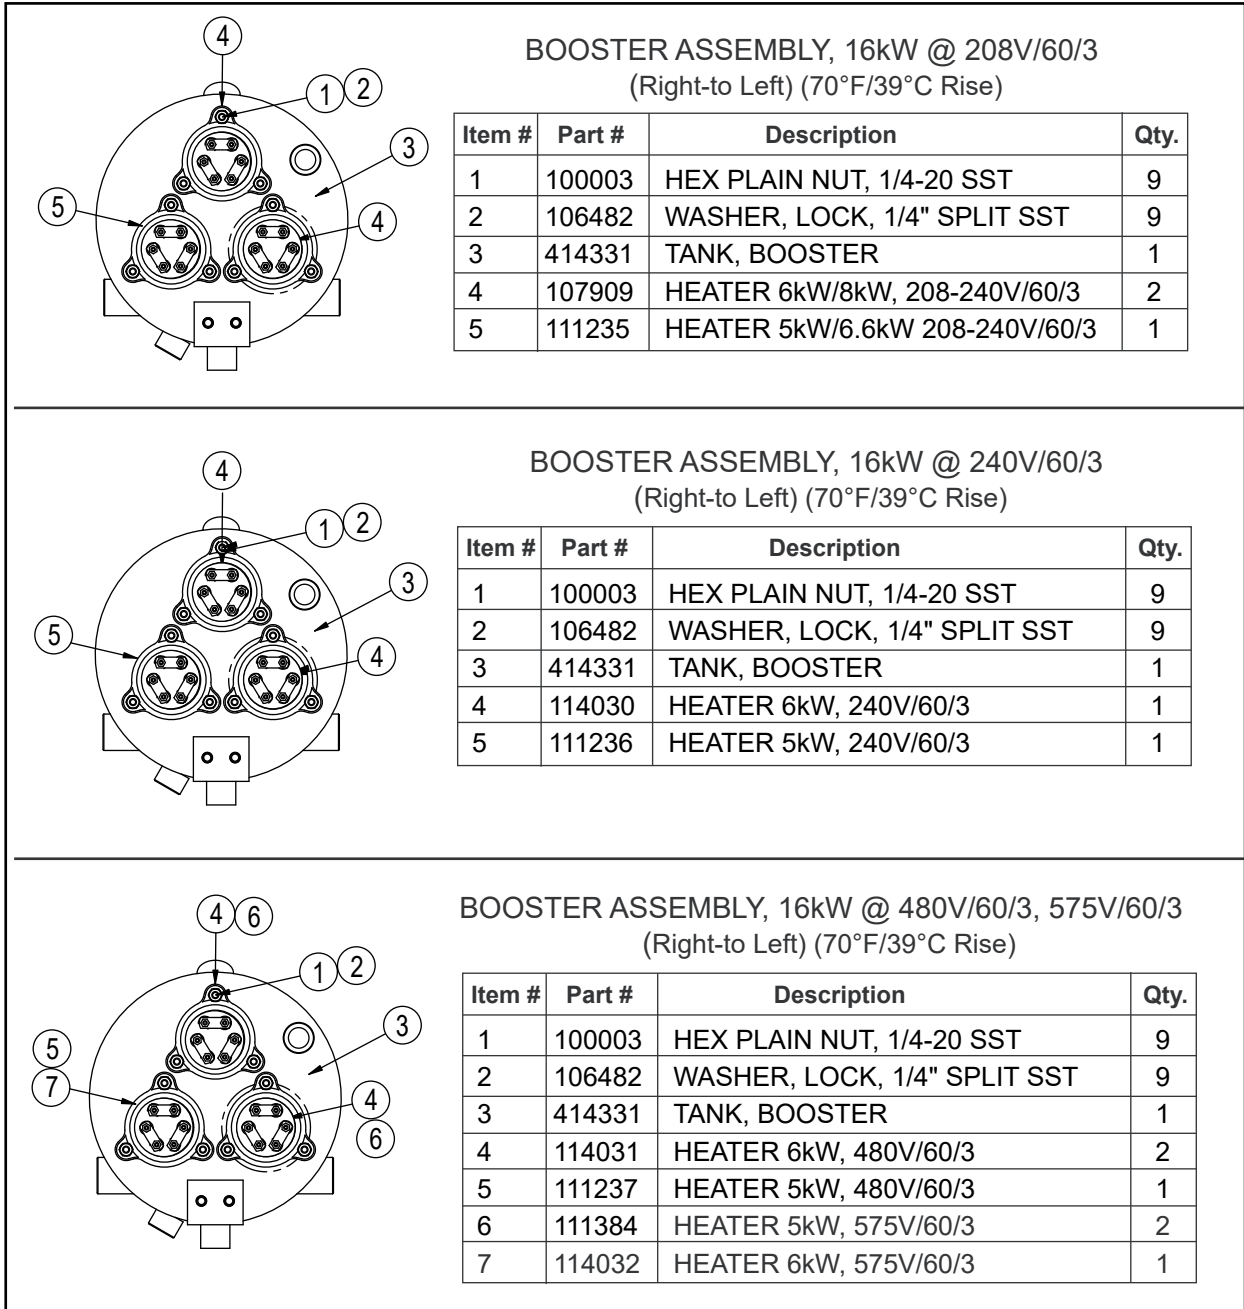 4
1 2
3
5
4
BOOSTER ASSEMBLY, 16kW @ 208V/60/3
(Right-to Left) (70°F/39°C Rise)
Item # Part # Description Qty.
1 100003 HEX PLAIN NUT, 1/4-20 SST 9
2 106482 WASHER, LOCK, 1/4" SPLIT SST 9
3 414331 TANK, BOOSTER 1
4 107909 HEATER 6kW/8kW, 208-240V/60/3 2
5 111235 HEATER 5kW/6.6kW 208-240V/60/3 1
4
1 2
3
5
4
BOOSTER ASSEMBLY, 16kW @ 240V/60/3
(Right-to Left) (70°F/39°C Rise)
Item # Part # Description Qty.
1 100003 HEX PLAIN NUT, 1/4-20 SST 9
2 106482 WASHER, LOCK, 1/4" SPLIT SST 9
3 414331 TANK, BOOSTER 1
4 114030 HEATER 6kW, 240V/60/3 1
5 111236 HEATER 5kW, 240V/60/3 1
4 6
1 2
3
5
7
4
6
BOOSTER ASSEMBLY, 16kW @ 480V/60/3, 575V/60/3
(Right-to Left) (70°F/39°C Rise)
Item # Part # Description Qty.
1 100003 HEX PLAIN NUT, 1/4-20 SST 9
2 106482 WASHER, LOCK, 1/4" SPLIT SST 9
3 414331 TANK, BOOSTER 1
4 114031 HEATER 6kW, 480V/60/3 2
5 111237 HEATER 5kW, 480V/60/3 1
6 111384 HEATER 5kW, 575V/60/3 2
7 114032 HEATER 6kW, 575V/60/3 1